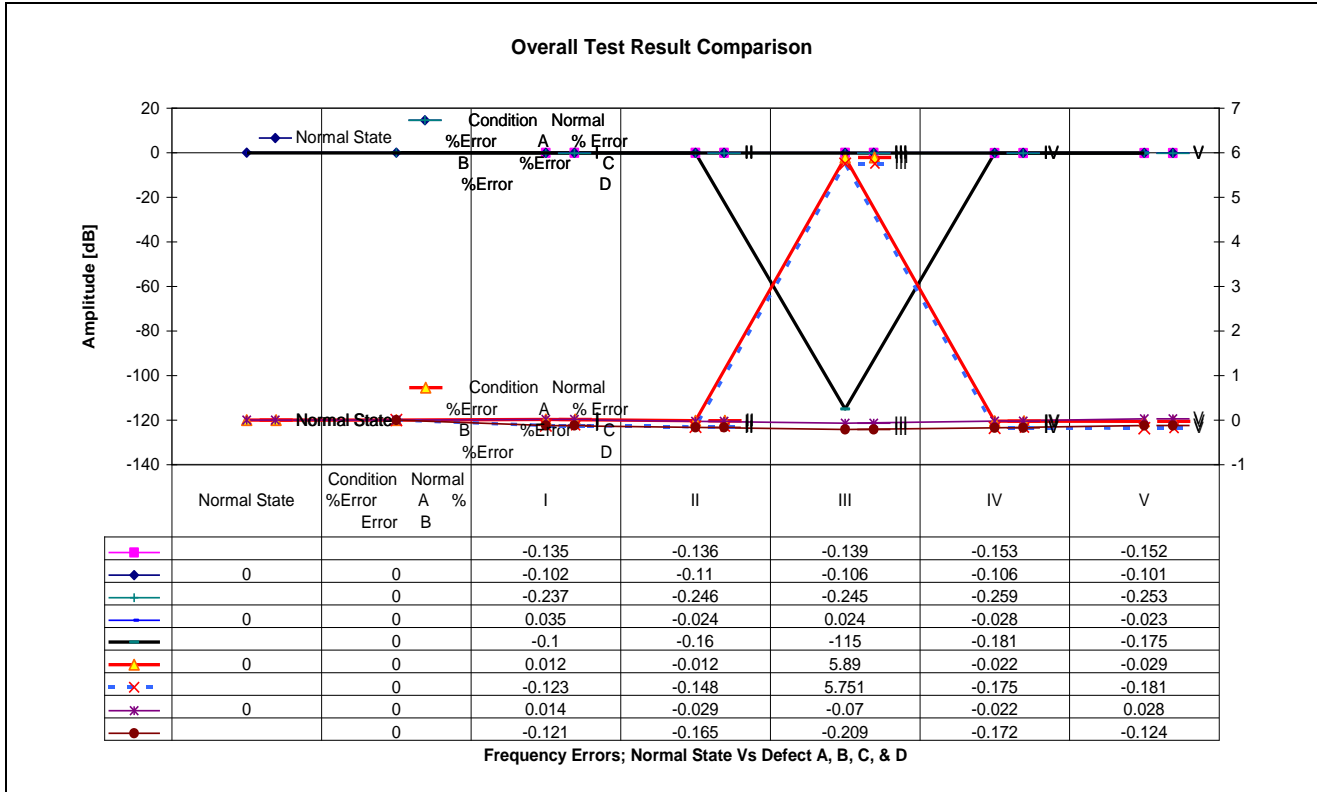 Overall Test Result Comparison
20 7
Normal State Condition Normal
%Error A % Error
B %Error C
%Error D
0 I II III IV V 6
III
-20 5
-40 4
-60 3
Amplitude [dB]
-80 2
-100 1
Condition Normal
%Error A % Error
-120 Normal State I II III IV V 0
B %Error C
%Error D
-140 -1
Normal State Condition Normal I II III IV V
%Error A %
Error B
-0.135 -0.136 -0.139 -0.153 -0.152
0 0 -0.102 -0.11 -0.106 -0.106 -0.101
0 -0.237 -0.246 -0.245 -0.259 -0.253
0 0 0.035 -0.024 0.024 -0.028 -0.023
0 -0.1 -0.16 -115 -0.181 -0.175
0 0 0.012 -0.012 5.89 -0.022 -0.029
0 -0.123 -0.148 5.751 -0.175 -0.181
0 0 0.014 -0.029 -0.07 -0.022 0.028
0 -0.121 -0.165 -0.209 -0.172 -0.124
Frequency Errors; Normal State Vs Defect A, B, C, & D